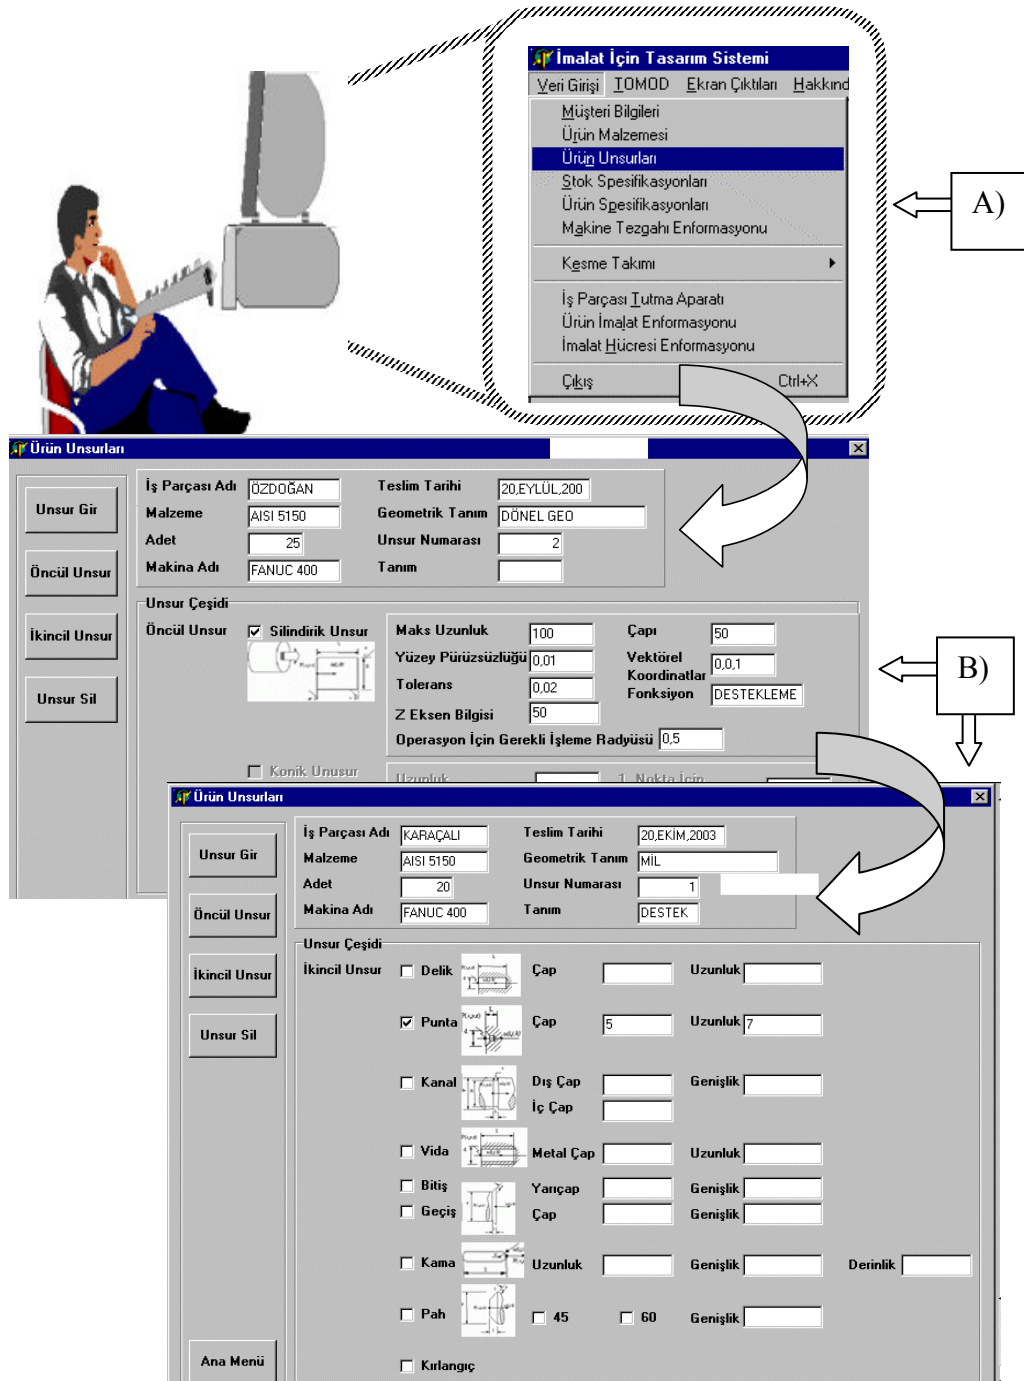 İmalat İçin Tasarım Sistemi
Veri Girişi TOMOD Ekran Çıktıları Hakkınd
Müşteri Bilgileri
Ürün Malzemesi
Ürün Unsurları
Stok Spesifikasyonları
Ürün Spesifikasyonları
Makine Tezgahı Enformasyonu
Kesme Takımı
İş Parçası Tutma Aparatı
Ürün İmalat Enformasyonu
İmalat Hücresi Enformasyonu
Çıkış Ctrl+X
A)
Ürün Unsurları
Unsur Gir
Öncül Unsur
İkincil Unsur
Unsur Sil
İş Parçası Adı ÖZDOĞAN Teslim Tarihi 20,EYLÜL,200
Malzeme AISI 5150 Geometrik Tanım DÖNEL GEO
Adet 25 Unsur Numarası 2
Makina Adı FANUC 400 Tanım
Unsur Çeşidi
Öncül Unsur Silindirik Unsur
Maks Uzunluk 100 Çapı 50
Yüzey Pürüzsüzlüğü 0,01 Vektörel Koordinatlar 0,0,1
Tolerans 0,02 Fonksiyon DESTEKLEME
Z Eksen Bilgisi 50
Operasyon İçin Gerekli İşleme Radyüsü 0,5
Konik Unusur Uzunluk 1. Nokta İçin
B)
Ürün Unsurları
Unsur Gir
Öncül Unsur
İkincil Unsur
Unsur Sil
Ana Menü
İş Parçası Adı KARAÇALI Teslim Tarihi 20,EKİM,2003
Malzeme AISI 5150 Geometrik Tanım MİL
Adet 20 Unsur Numarası 1
Makina Adı FANUC 400 Tanım DESTEK
Unsur Çeşidi
İkincil Unsur Delik Çap Uzunluk
Punta Çap 5 Uzunluk 7
Kanal Dış Çap Genişlik
İç Çap
Vida Metal Çap Uzunluk
Bitiş Yarıçap Genişlik
Geçiş Çap Genişlik
Kama Uzunluk Genişlik Derinlik
Pah 45 60 Genişlik
Kırlangıç